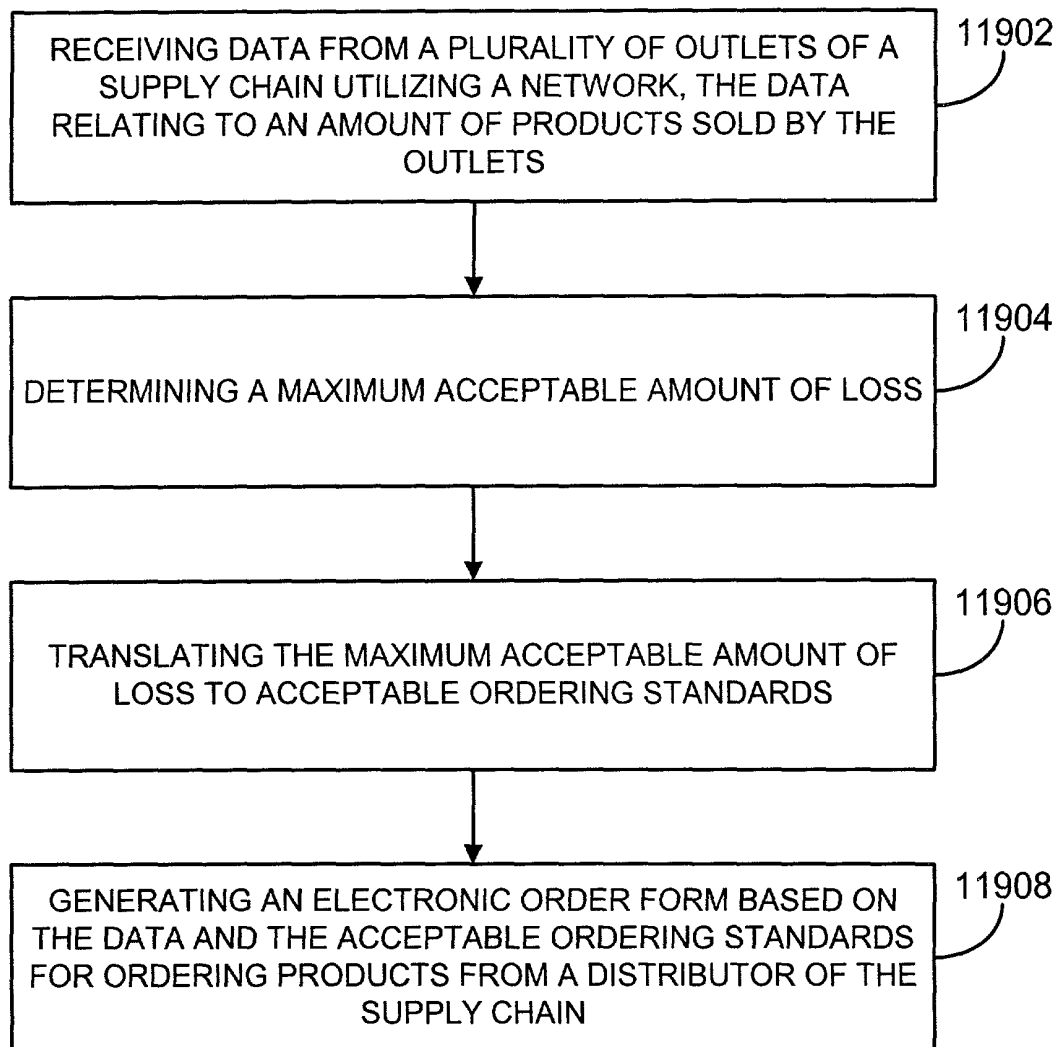 RECEIVING DATA FROM A PLURALITY OF OUTLETS OF A
SUPPLY CHAIN UTILIZING A NETWORK, THE DATA
RELATING TO AN AMOUNT OF PRODUCTS SOLD BY THE
OUTLETS
11902
DETERMINING A MAXIMUM ACCEPTABLE AMOUNT OF LOSS
11904
TRANSLATING THE MAXIMUM ACCEPTABLE AMOUNT OF
LOSS TO ACCEPTABLE ORDERING STANDARDS
11906
GENERATING AN ELECTRONIC ORDER FORM BASED ON
THE DATA AND THE ACCEPTABLE ORDERING STANDARDS
FOR ORDERING PRODUCTS FROM A DISTRIBUTOR OF THE
SUPPLY CHAIN
11908